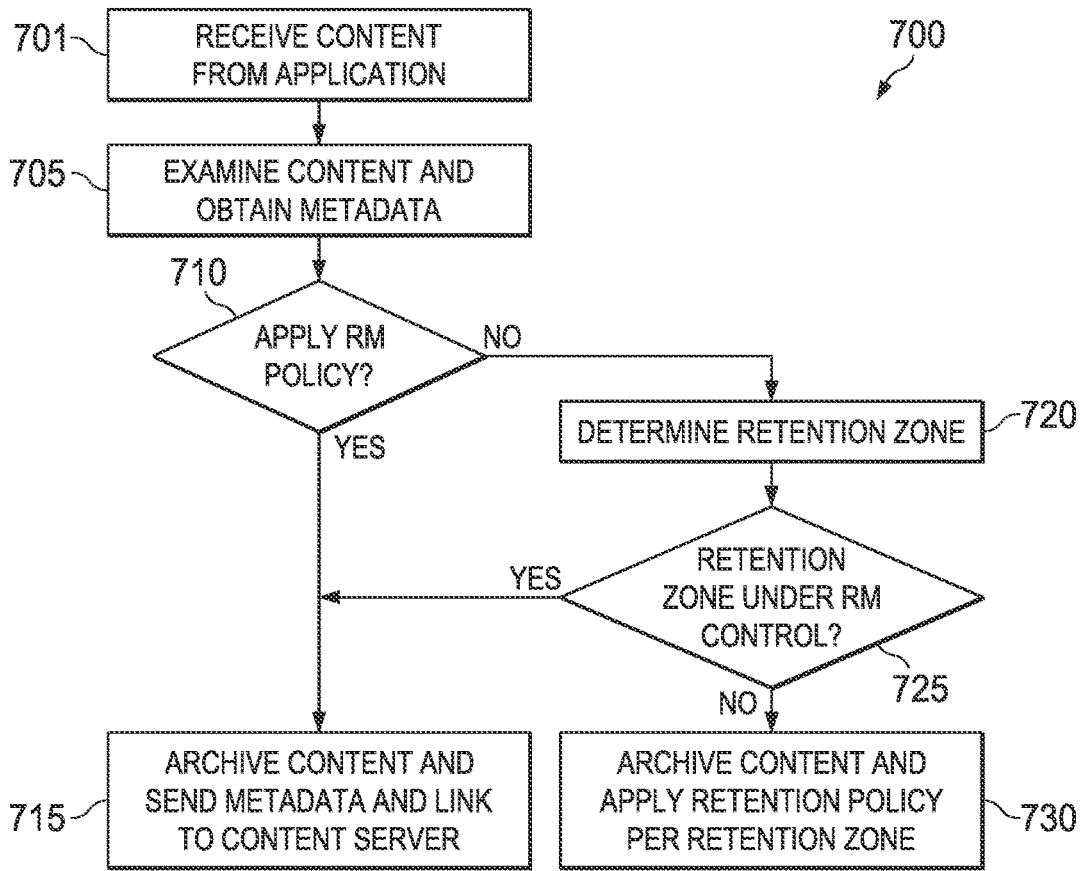 701
RECEIVE CONTENT
FROM APPLICATION
700
705
EXAMINE CONTENT AND
OBTAIN METADATA
710
APPLY RM
POLICY?
NO
YES
DETERMINE RETENTION ZONE
720
RETENTION
ZONE UNDER RM
CONTROL?
YES
725
NO
715
ARCHIVE CONTENT AND
SEND METADATA AND LINK
TO CONTENT SERVER
ARCHIVE CONTENT AND
APPLY RETENTION POLICY
PER RETENTION ZONE
730